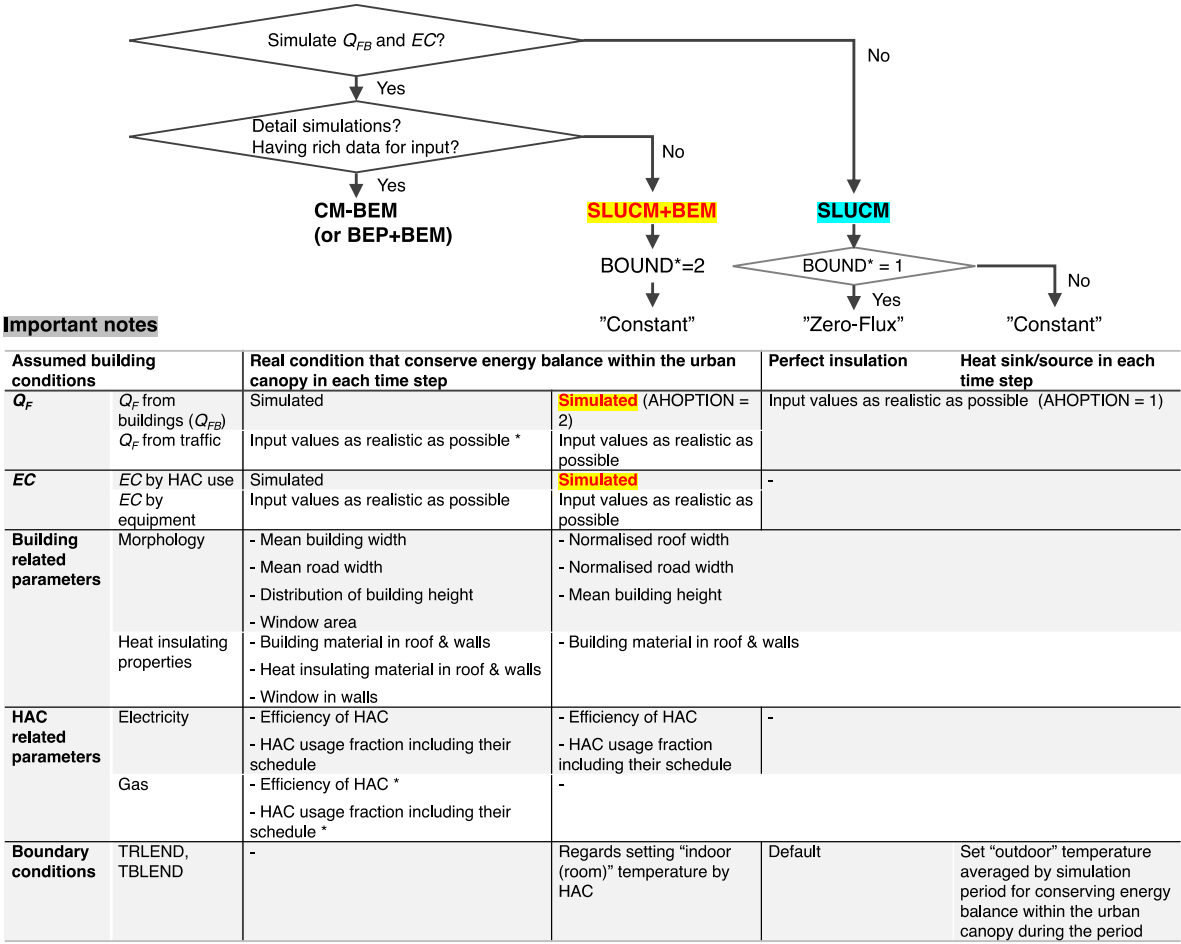 Simulate QFB and EC?
No
Yes
Detail simulations?
Having rich data for input?
No
Yes
CM-BEM
(or BEP+BEM)
SLUCM+BEM
SLUCM
BOUND*=2
BOUND* = 1
No
Yes
"Constant"
"Zero-Flux"
"Constant"
Important notes
Assumed building
conditions
Real condition that conserve energy balance within the urban
canopy in each time step
Perfect insulation
Heat sink/source in each
time step
QF
QF from
buildings (QFB)
Simulated
Simulated (AHOPTION =
2)
Input values as realistic as possible (AHOPTION = 1)
QF from traffic
Input values as realistic as possible *
Input values as realistic as
possible
EC
EC by HAC use
Simulated
Simulated
-
EC by
equipment
Input values as realistic as possible
Input values as realistic as
possible
Building
related
parameters
Morphology
- Mean building width
- Mean road width
- Distribution of building height
- Window area
- Normalised roof width
- Normalised road width
- Mean building height
Heat insulating
properties
- Building material in roof & walls
- Heat insulating material in roof & walls
- Window in walls
- Building material in roof & walls
HAC
related
parameters
Electricity
- Efficiency of HAC
- HAC usage fraction including their
schedule
- Efficiency of HAC
- HAC usage fraction
including their schedule
-
Gas
- Efficiency of HAC *
- HAC usage fraction including their
schedule *
-
Boundary
conditions
TRLEND,
TBLEND
-
Regards setting "indoor
(room)" temperature by
HAC
Default
Set "outdoor" temperature
averaged by simulation
period for conserving energy
balance within the urban
canopy during the period